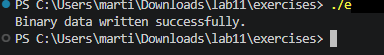 PS C:\Users\marti\Downloads\lab11\exercises> ./e
Binary data written successfully.
PS C:\Users\marti\Downloads\lab11\exercises>